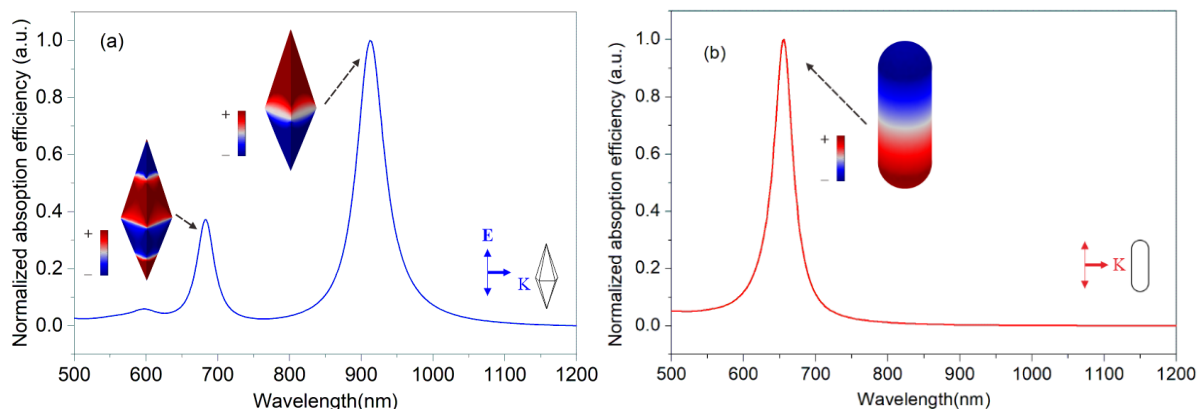 (a)
Normalized absoption efficiency (a.u.)
1.0
0.8
0.6
0.4
0.2
0.0
+
−
+
−
E
K
500 600 700 800 900 1000 1100 1200
Wavelength(nm)
(b)
Normalized absoption efficiency (a.u.)
1.0
0.8
0.6
0.4
0.2
0.0
+
−
K
500 600 700 800 900 1000 1100 1200
Wavelength(nm)